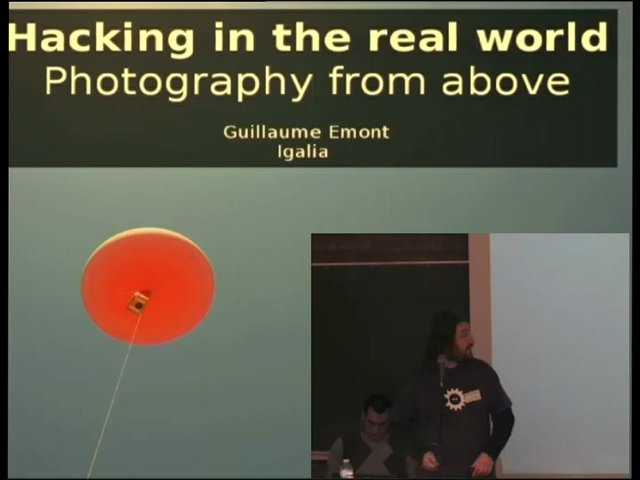 Hacking in the real world
Photography from above
Guillaume Emont
Igalia